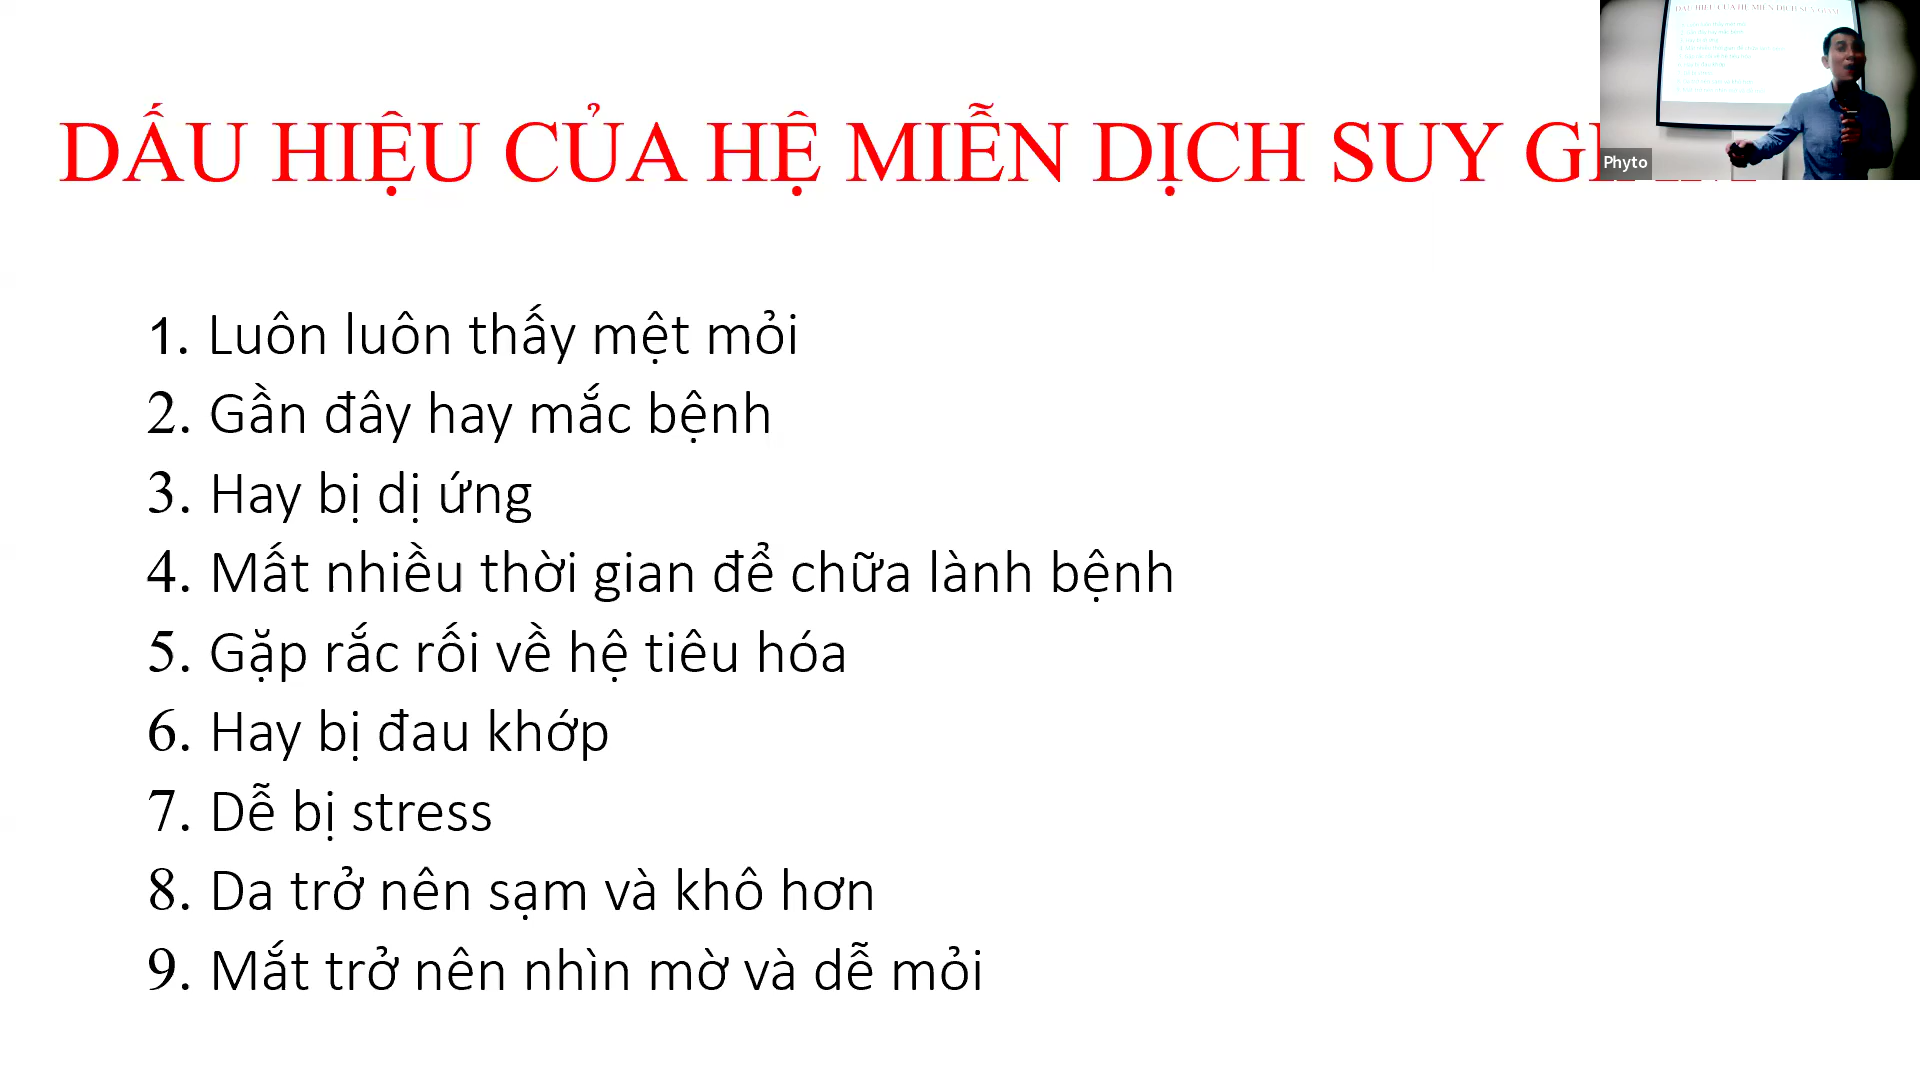 DẤU HIỆU CỦA HỆ MIỄN DỊCH SUY
Phyto
1. Luôn luôn thấy mệt mỏi
2. Gần đây hay mắc bệnh
3. Hay bị dị ứng
4. Mất nhiều thời gian để chữa lành bệnh
5. Gặp rắc rối về hệ tiêu hóa
6. Hay bị đau khớp
7. Dễ bị stress
8. Da trở nên sạm và khô hơn
9. Mắt trở nên nhìn mờ và dễ mỏi